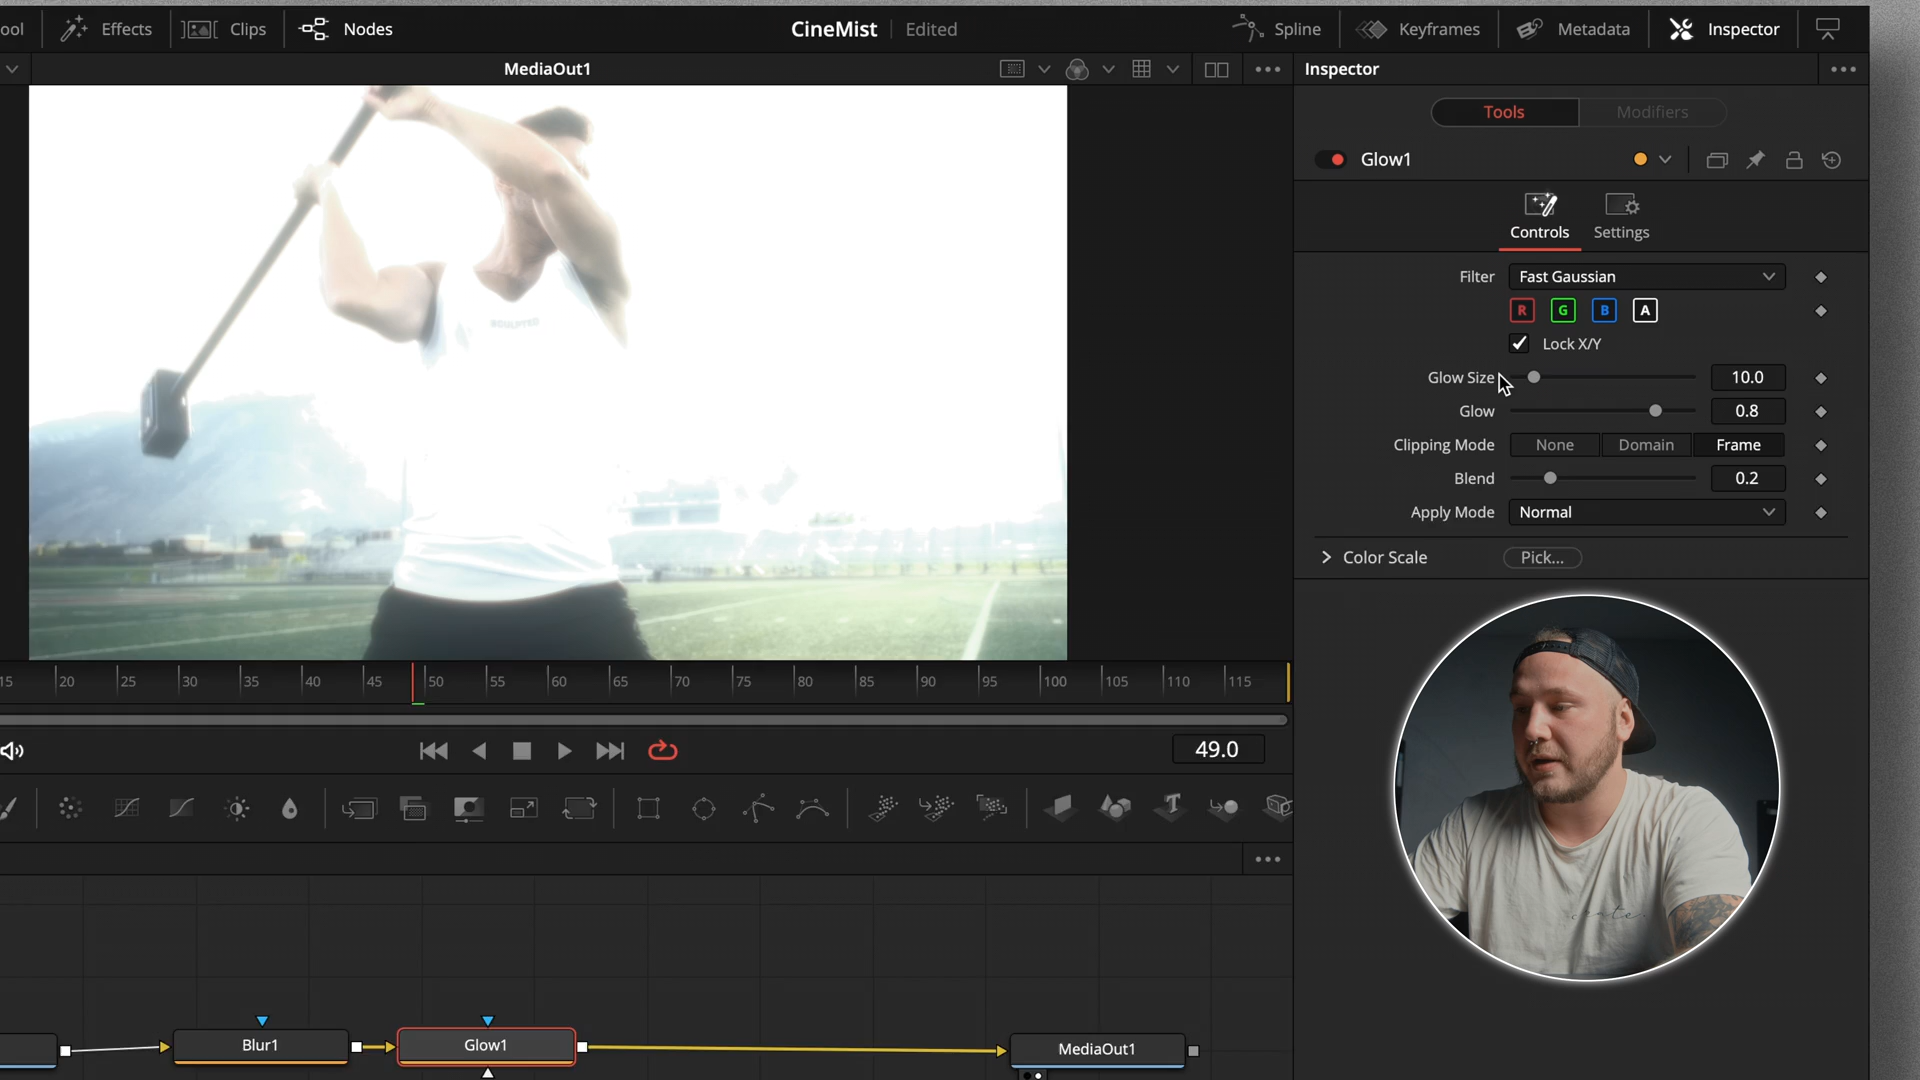 ool Effects Clips Nodes CineMist Edited Spline Keyframes Metadata Inspector
MediaOut1
Inspector
Tools Modifiers
Glow1
Controls Settings
Filter Fast Gaussian
R G B A
Lock X/Y
Glow Size 10.0
Glow 0.8
Clipping Mode None Domain Frame
Blend 0.2
Apply Mode Normal
Color Scale Pick...
SCULPTED
15 20 25 30 35 40 45 50 55 60 65 70 75 80 85 90 95 100 105 110 115
49.0
T
create.
Blur1 Glow1 MediaOut1